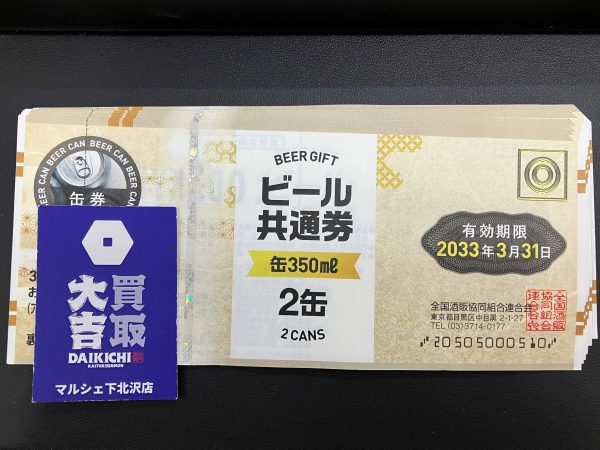 BEER CAN BEER CAN BEER CAN BEER CAN
缶券
BEER GIFT
ビール
共通券
缶350ml
2缶
2 CANS
有効期限
2033年3月31日
全国酒販協同組合連合会
東京都目黒区中目黒 2-1-27
TEL (03)3714-0177
全国酒販
協同組合
連合会
2050500051
大吉
買取
DAIKICHI
KAITORISENMON
マルシェ下北沢店